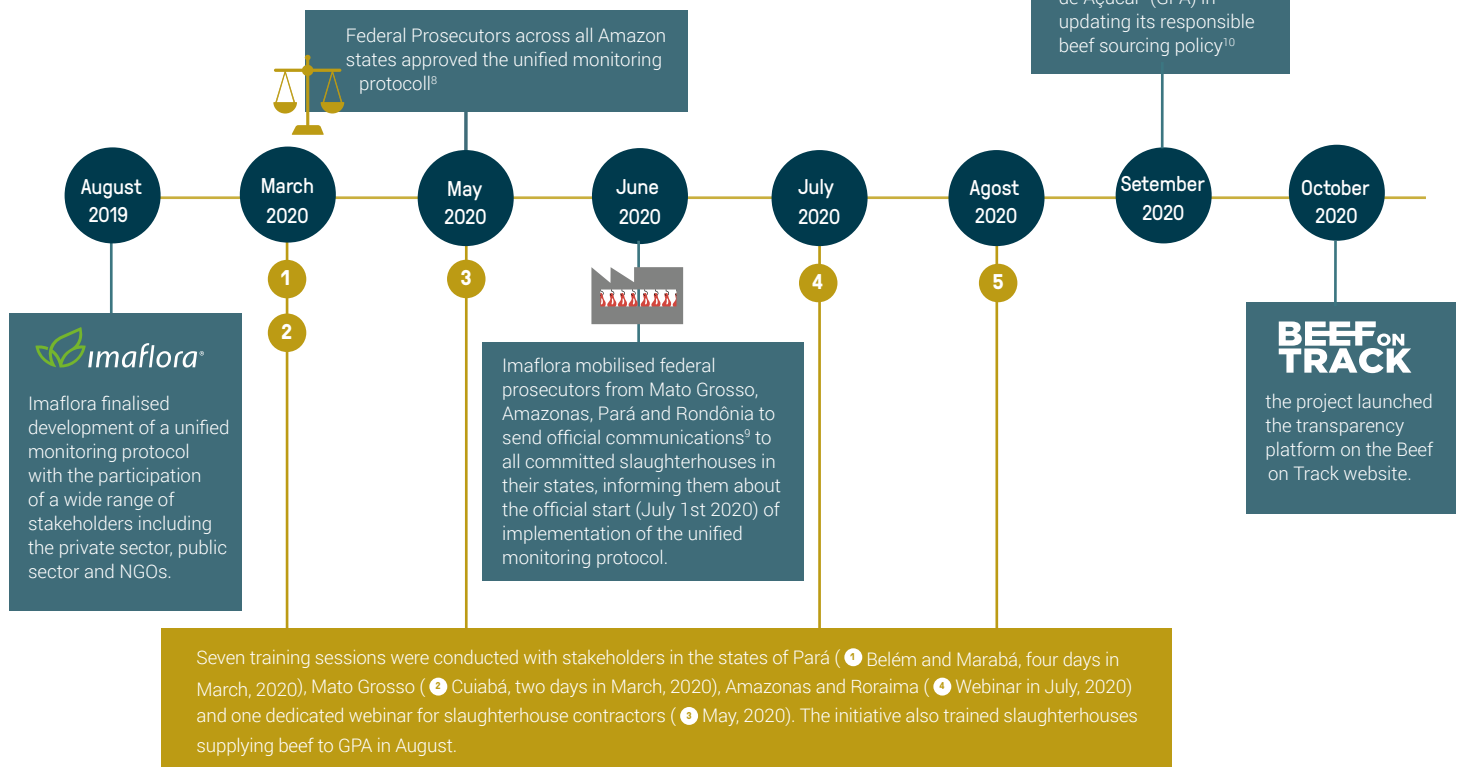 de Açúcar (GPA) in
updating its responsible
beef sourcing policy10
Federal Prosecutors across all Amazon
states approved the unified monitoring
protocoll8
August
2019
March
2020
May
2020
June
2020
July
2020
Agost
2020
Setember
2020
October
2020
1
2
3
4
5
imaflora®
Imaflora finalised
development of a unified
monitoring protocol
with the participation
of a wide range of
stakeholders including
the private sector, public
sector and NGOs.
Imaflora mobilised federal
prosecutors from Mato Grosso,
Amazonas, Pará and Rondônia to
send official communications9 to
all committed slaughterhouses in
their states, informing them about
the official start (July 1st 2020) of
implementation of the unified
monitoring protocol.
BEEF ON
TRACK
the project launched
the transparency
platform on the Beef
on Track website.
Seven training sessions were conducted with stakeholders in the states of Pará ( 1 Belém and Marabá, four days in
March, 2020), Mato Grosso ( 2 Cuiabá, two days in March, 2020), Amazonas and Roraima ( 4 Webinar in July, 2020)
and one dedicated webinar for slaughterhouse contractors ( 3 May, 2020). The initiative also trained slaughterhouses
supplying beef to GPA in August.